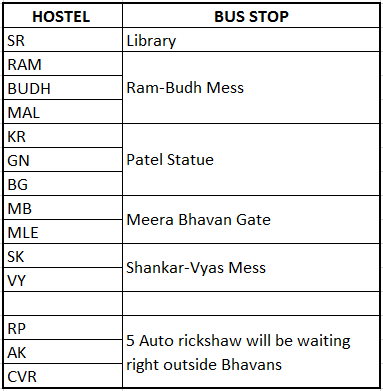 HOSTEL BUS STOP
SR Library
RAM
BUDH
MAL
Ram-Budh Mess
KR
GN
BG
Patel Statue
MB
MLE
Meera Bhavan Gate
SK
VY
Shankar-Vyas Mess
RP
AK
CVR
5 Auto rickshaw will be waiting
right outside Bhavans